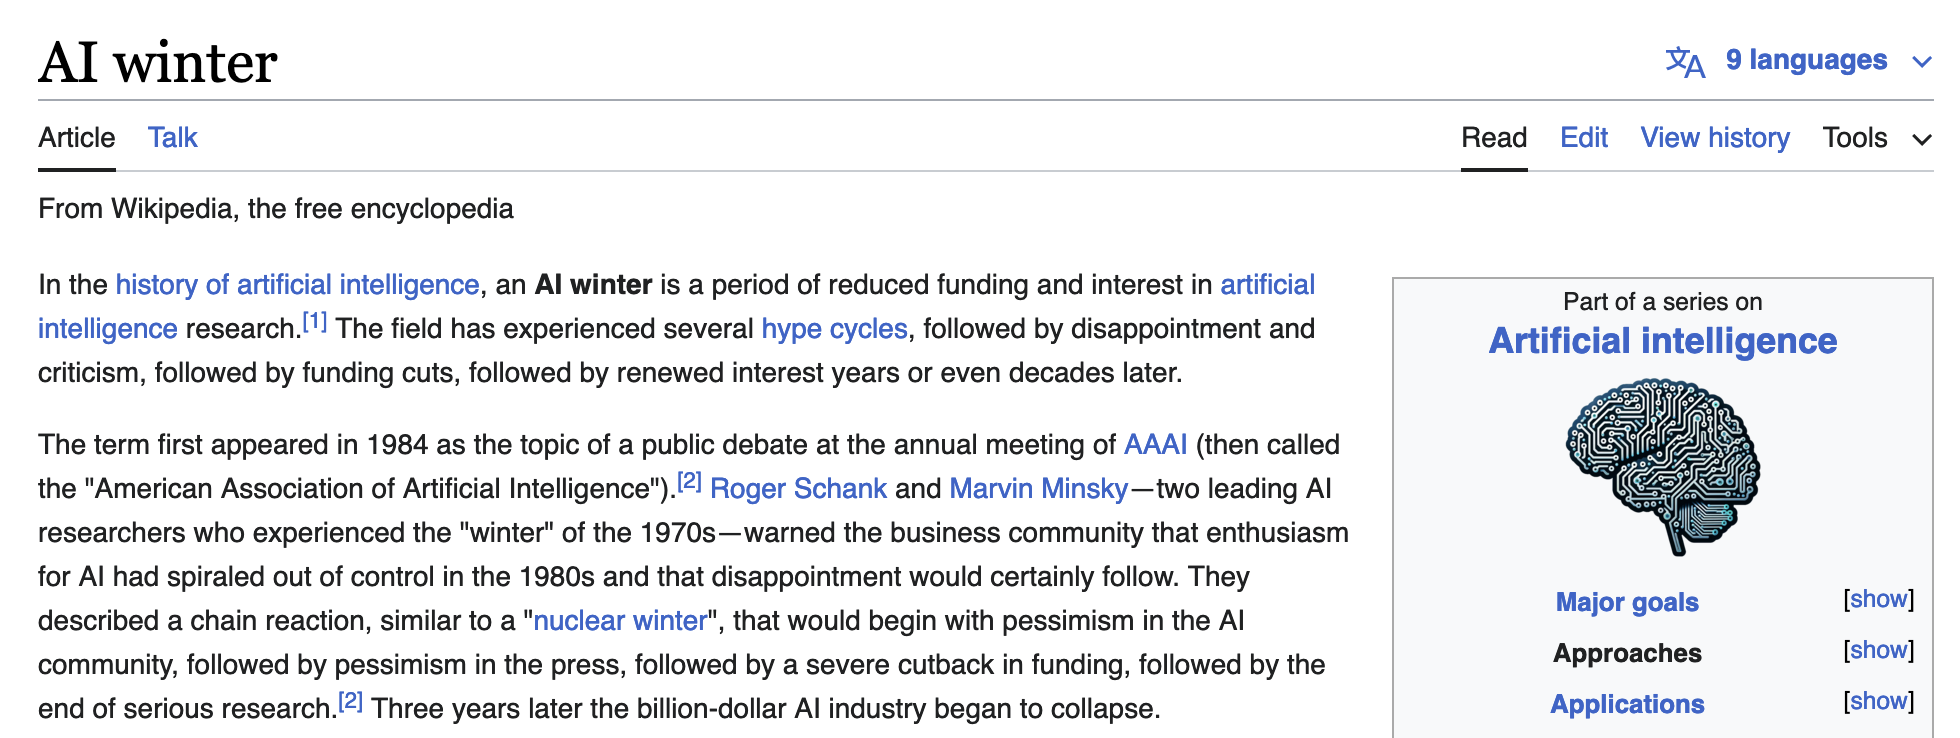 AI winter
文A 9 languages
Article Talk
Read Edit View history Tools
From Wikipedia, the free encyclopedia
In the history of artificial intelligence, an AI winter is a period of reduced funding and interest in artificial
intelligence research.[1] The field has experienced several hype cycles, followed by disappointment and
criticism, followed by funding cuts, followed by renewed interest years or even decades later.
The term first appeared in 1984 as the topic of a public debate at the annual meeting of AAAI (then called
the "American Association of Artificial Intelligence").[2] Roger Schank and Marvin Minsky—two leading AI
researchers who experienced the "winter" of the 1970s—warned the business community that enthusiasm
for AI had spiraled out of control in the 1980s and that disappointment would certainly follow. They
described a chain reaction, similar to a "nuclear winter", that would begin with pessimism in the AI
community, followed by pessimism in the press, followed by a severe cutback in funding, followed by the
end of serious research.[2] Three years later the billion-dollar AI industry began to collapse.
Part of a series on
Artificial intelligence
Major goals [show]
Approaches [show]
Applications [show]